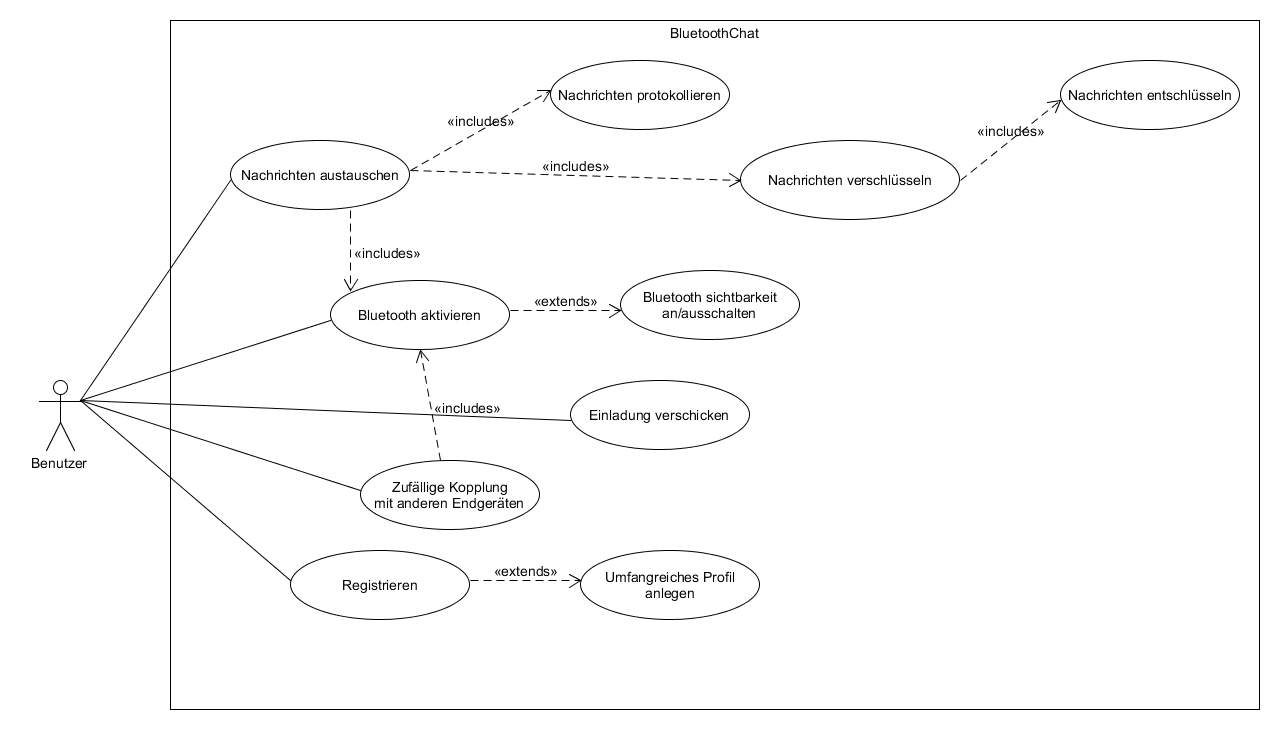 BluetoothChat
Nachrichten protokollieren
Nachrichten entschlüsseln
«includes»
«includes»
«includes»
Nachrichten austauschen
Nachrichten verschlüsseln
«includes»
Bluetooth aktivieren
«extends»
Bluetooth sichtbarkeit
an/ausschalten
«includes»
Einladung verschicken
Benutzer
Zufällige Kopplung
mit anderen Endgeräten
Registrieren
«extends»
Umfangreiches Profil
anlegen